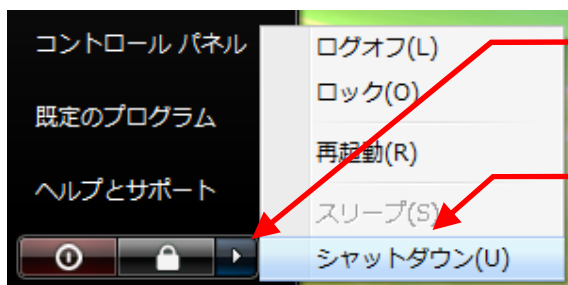 コントロール パネル
既定のプログラム
ヘルプとサポート
ログオフ(L)
ロック(O)
再起動(R)
スリープ(S)
シャットダウン(U)